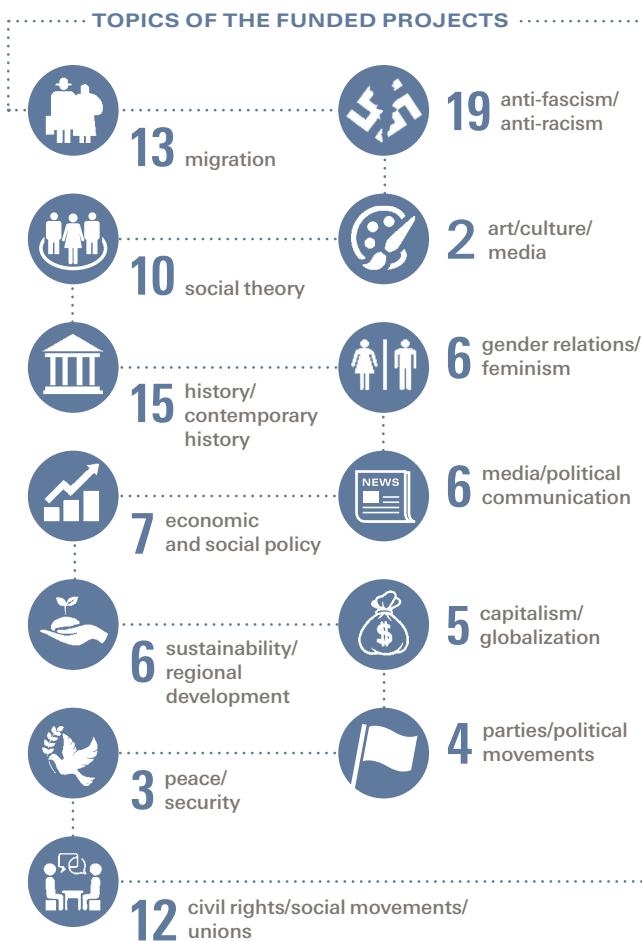 TOPICS OF THE FUNDED PROJECTS
13 migration
19 anti-fascism/
anti-racism
10 social theory
2 art/culture/
media
15 history/
contemporary
history
6 gender relations/
feminism
7 economic
and social policy
NEWS
6 media/political
communication
6 sustainability/
regional
development
$
5 capitalism/
globalization
3 peace/
security
4 parties/political
movements
12 civil rights/social movements/
unions